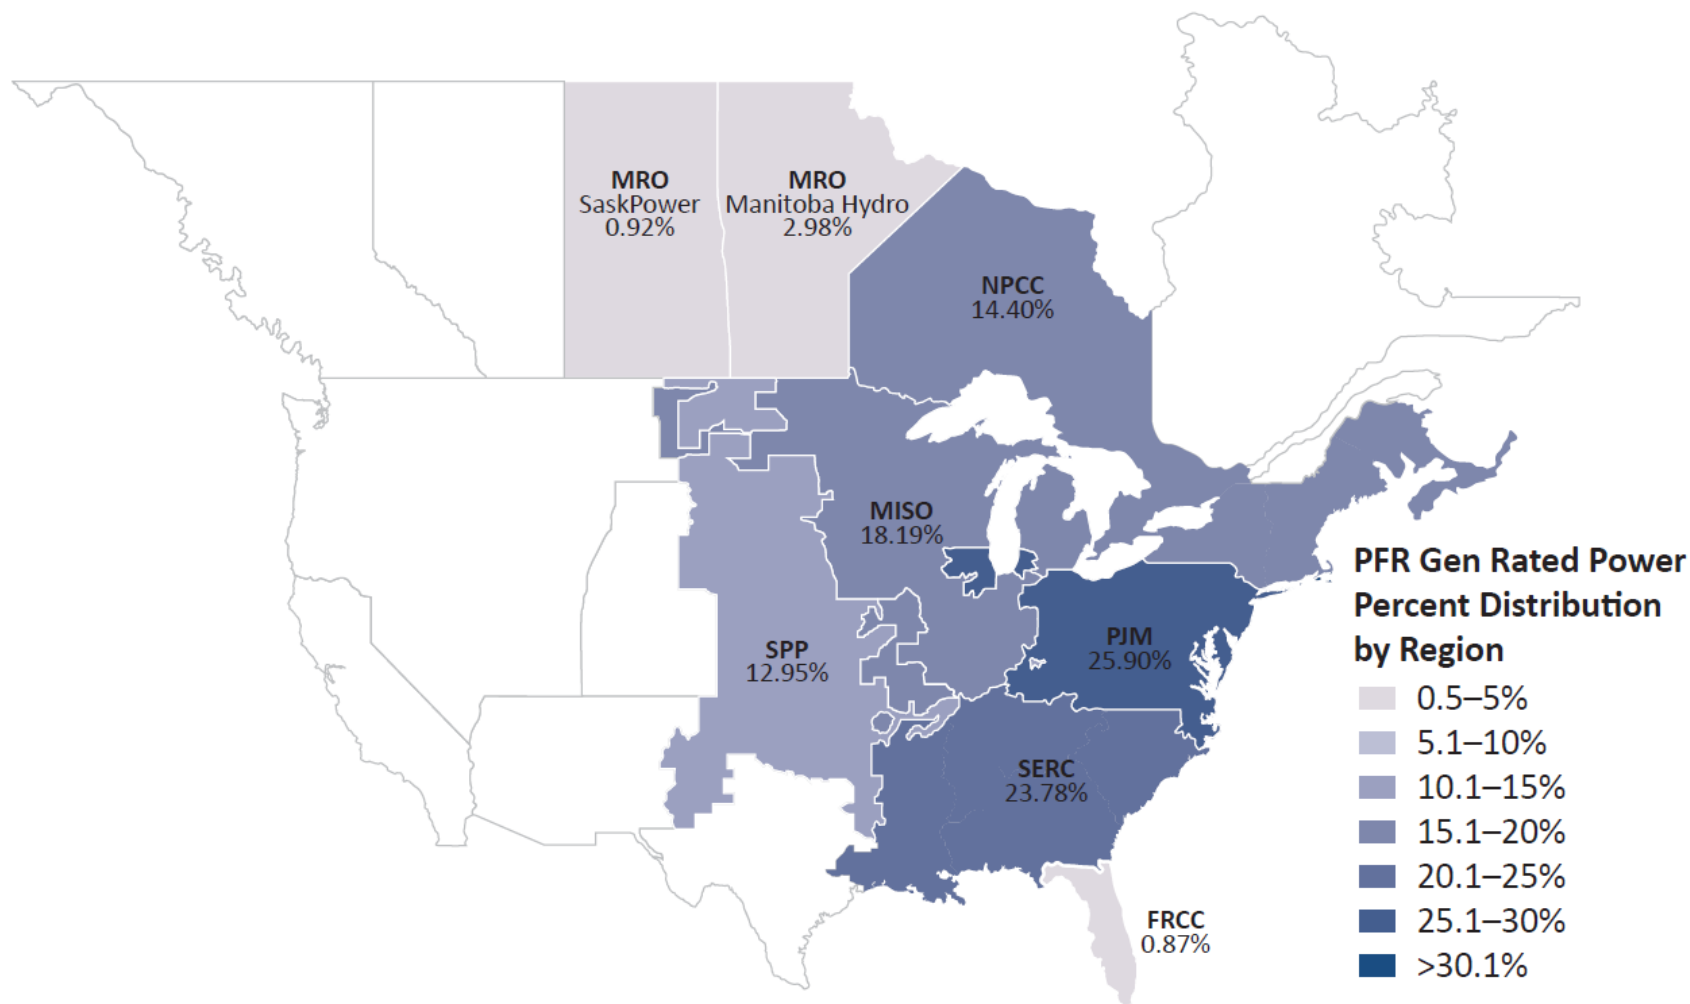 MRO
SaskPower
0.92%
MRO
Manitoba Hydro
2.98%
NPCC
14.40%
MISO
18.19%
SPP
12.95%
PJM
25.90%
SERC
23.78%
FRCC
0.87%
PFR Gen Rated Power
Percent Distribution
by Region
0.5–5%
5.1–10%
10.1–15%
15.1–20%
20.1–25%
25.1–30%
>30.1%